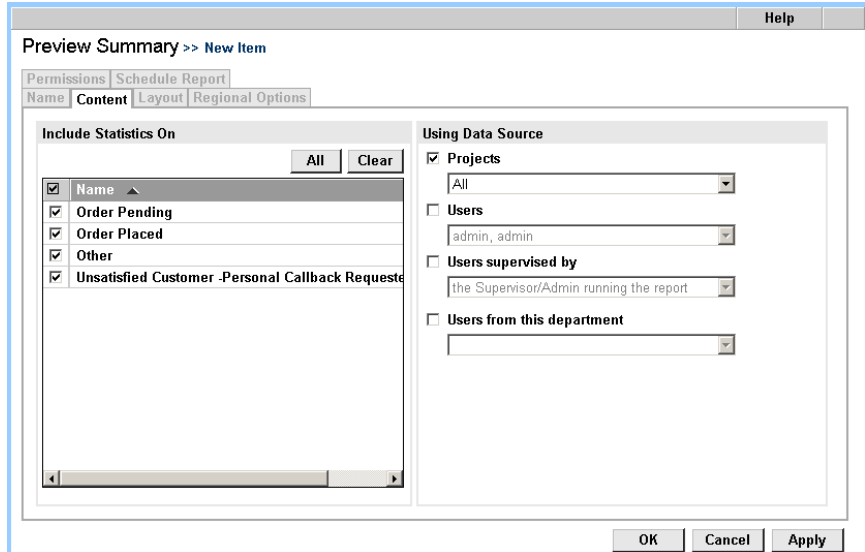 Help
Preview Summary >> New Item
Permissions Schedule Report
Name Content Layout Regional Options
Include Statistics On
All Clear
Name
Order Pending
Order Placed
Other
Unsatisfied Customer -Personal Callback Requeste
Using Data Source
Projects
All
Users
admin, admin
Users supervised by
the Supervisor/Admin running the report
Users from this department
OK Cancel Apply